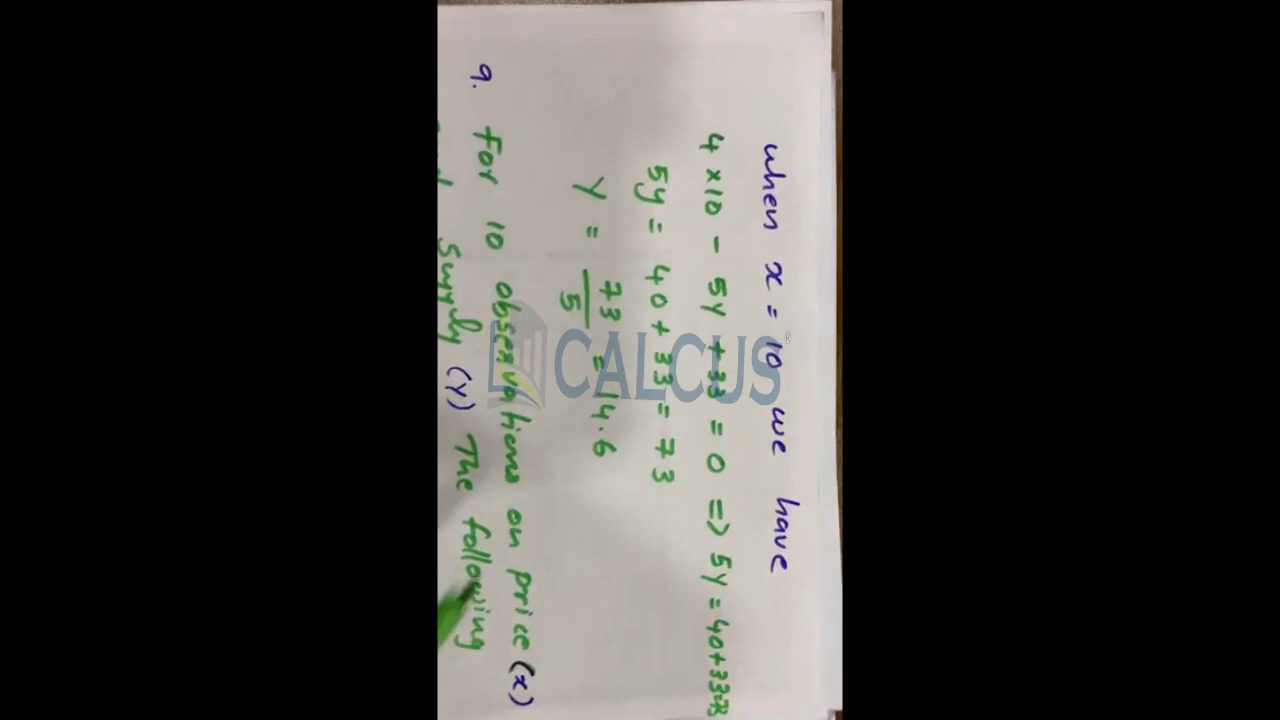 when x = 10 we have
4 × 10 - 5y + 33 = 0 => 5y = 40+33=73
5y = 40 + 33 = 73
y = 73/5 = 14.6
9. For 10 observations on price (x)
supply (y) The following
CALCUS